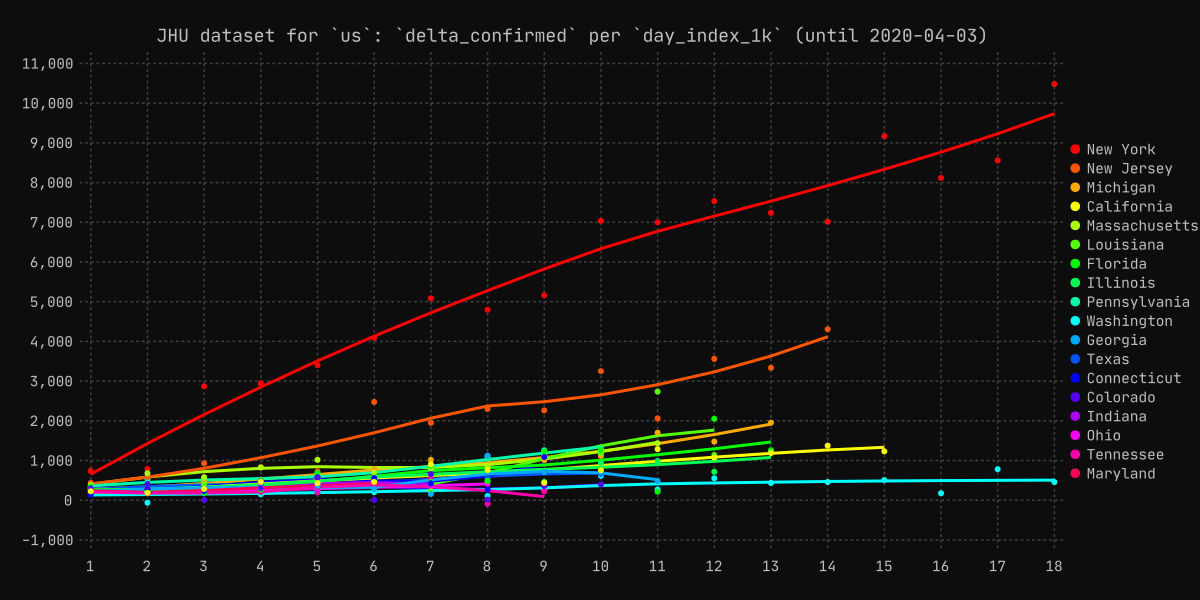 JHU dataset for `us`: `delta_confirmed` per `day_index_1k` (until 2020-04-03)
11,000
10,000
9,000
8,000
7,000
6,000
5,000
4,000
3,000
2,000
1,000
0
-1,000
1 2 3 4 5 6 7 8 9 10 11 12 13 14 15 16 17 18
New York
New Jersey
Michigan
California
Massachusetts
Louisiana
Florida
Illinois
Pennsylvania
Washington
Georgia
Texas
Connecticut
Colorado
Indiana
Ohio
Tennessee
Maryland